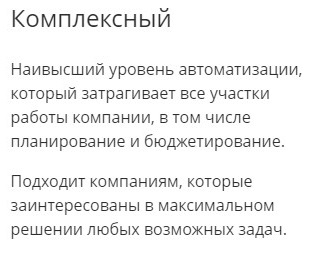 Комплексный
Наивысший уровень автоматизации,
который затрагивает все участки
работы компании, в том числе
планирование и бюджетирование.
Подходит компаниям, которые
заинтересованы в максимальном
решении любых возможных задач.